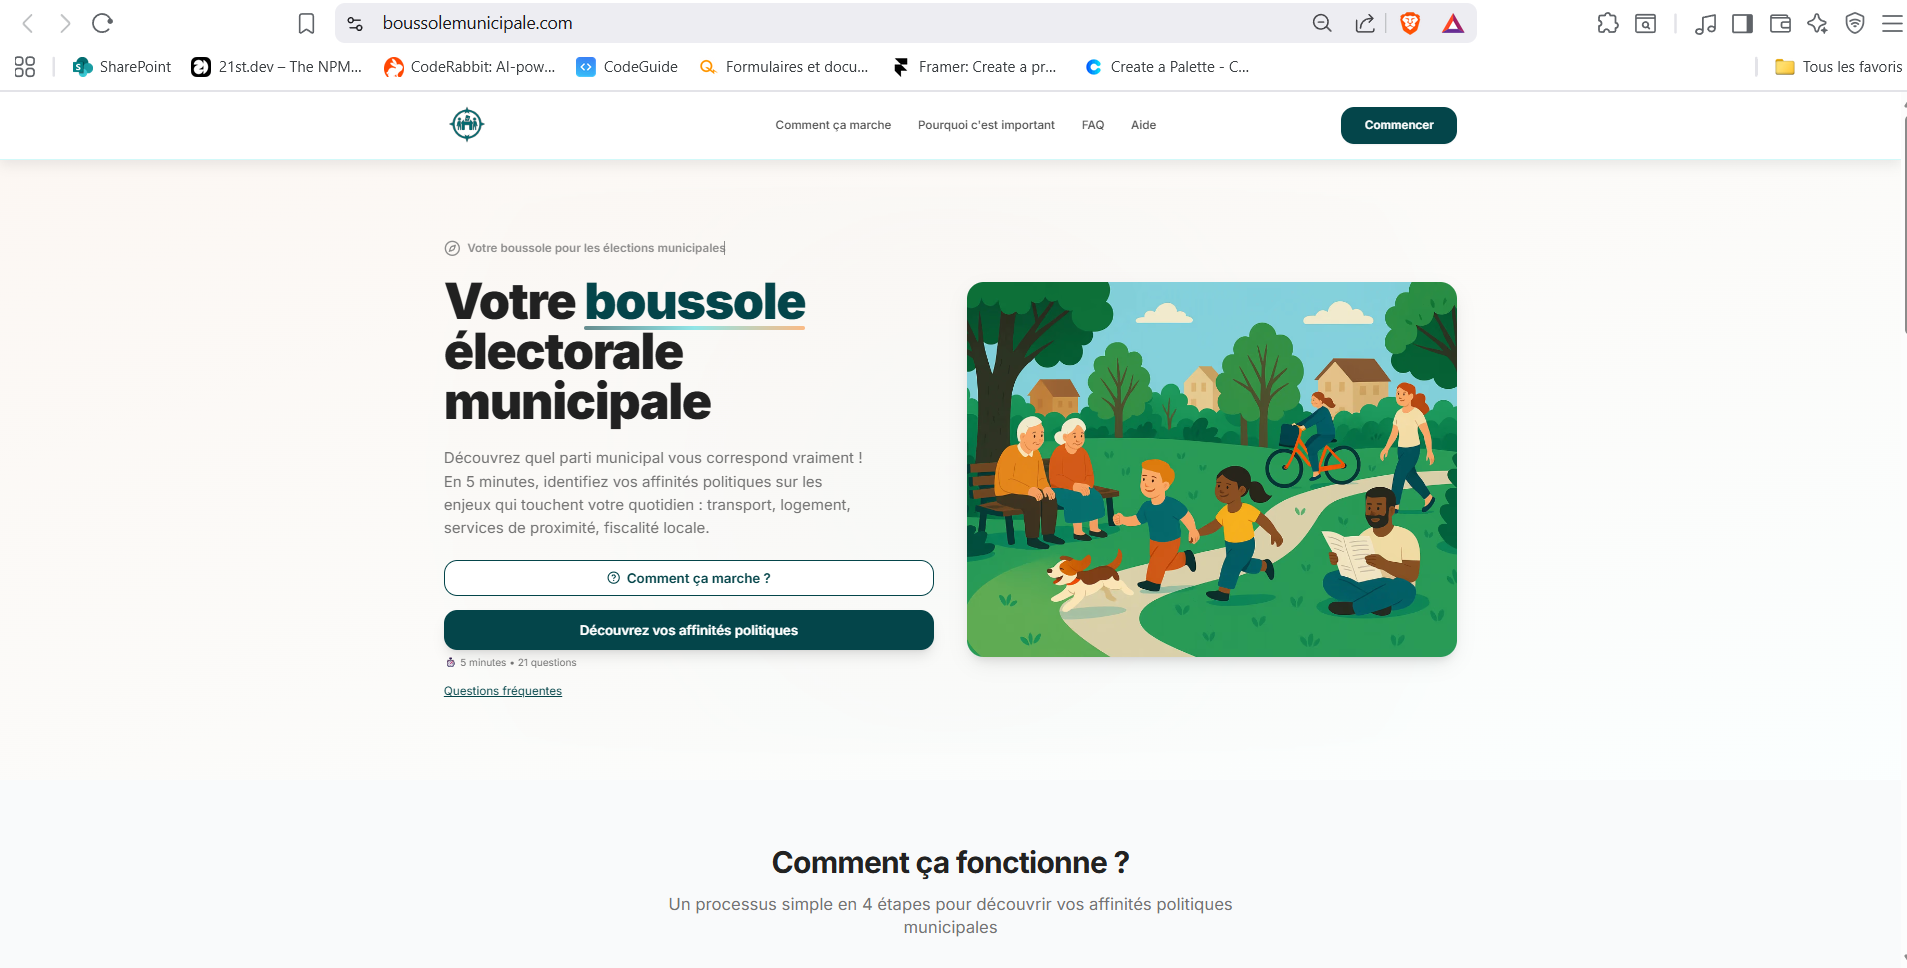 boussolemunicipale.com
SharePoint
21st.dev – The NPM...
CodeRabbit: AI-pow...
CodeGuide
Formulaires et docu...
Framer: Create a pr...
Create a Palette - C...
Tous les favoris
Comment ça marche
Pourquoi c'est important
FAQ
Aide
Commencer
Votre boussole pour les élections municipales
Votre boussole
électorale
municipale
Découvrez quel parti municipal vous correspond vraiment !
En 5 minutes, identifiez vos affinités politiques sur les
enjeux qui touchent votre quotidien : transport, logement,
services de proximité, fiscalité locale.
Comment ça marche ?
Découvrez vos affinités politiques
5 minutes • 21 questions
Questions fréquentes
Comment ça fonctionne ?
Un processus simple en 4 étapes pour découvrir vos affinités politiques
municipales